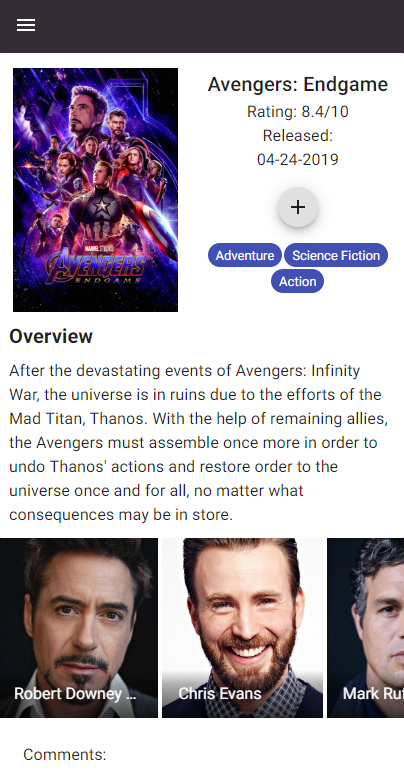 Avengers: Endgame
Rating: 8.4/10
Released:
04-24-2019
+
MARVEL STUDIOS
AVENGERS
ENDGAME
Adventure
Science Fiction
Action
Overview
After the devastating events of Avengers: Infinity
War, the universe is in ruins due to the efforts of the
Mad Titan, Thanos. With the help of remaining allies,
the Avengers must assemble once more in order to
undo Thanos' actions and restore order to the
universe once and for all, no matter what
consequences may be in store.
Robert Downey ...
Chris Evans
Mark Ruf
Comments: